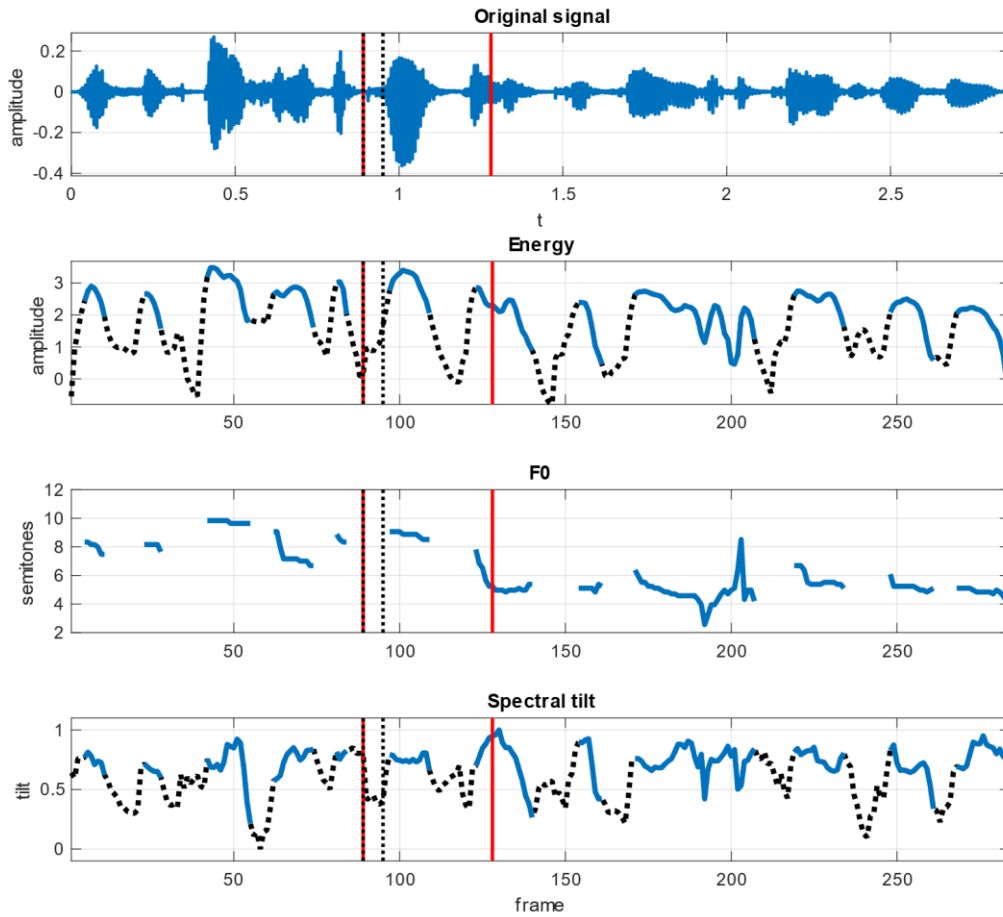 Original signal
0.2
0
-0.2
-0.4
amplitude
0 0.5 1 1.5 2 2.5
t
Energy
3
2
1
0
amplitude
50 100 150 200 250
F0
12
10
8
6
4
2
semitones
50 100 150 200 250
Spectral tilt
1
0.5
0
tilt
50 100 150 200 250
frame